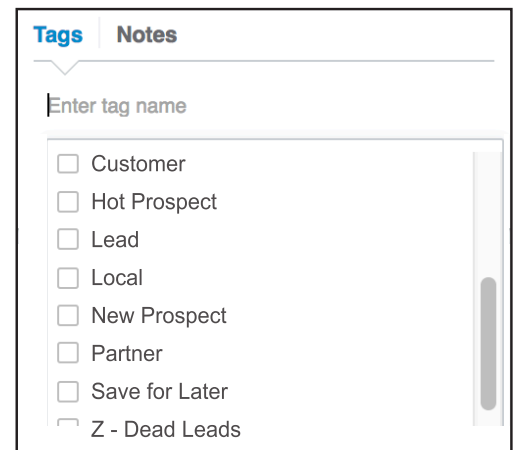 Tags Notes
Enter tag name
Customer
Hot Prospect
Lead
Local
New Prospect
Partner
Save for Later
Z - Dead Leads